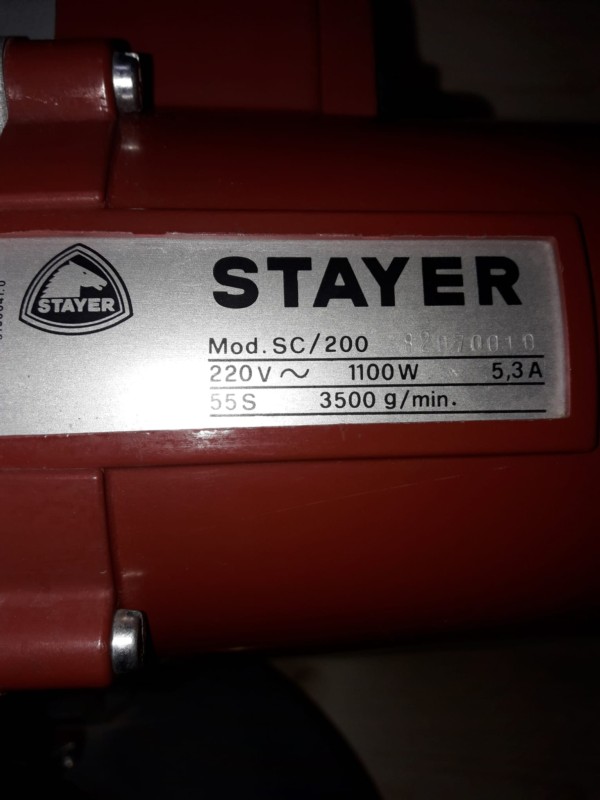 STAYER
STAYER
Mod. SC/200
220V ~ 1100W 5,3A
55S 3500 g/min.